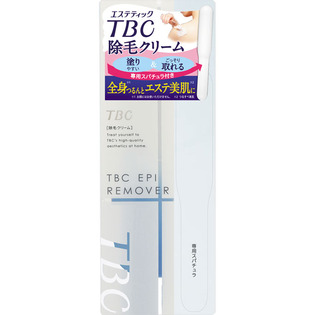 エステティック
TBC
除毛クリーム
塗り
やすい
&
ごっそり
取れる
専用スパチュラ付き
全身つるんとエステ美肌に
TBC
[除毛クリーム]
Treat yourself to
TBC's high-quality
aesthetics at home.
TBC EPI
REMOVER
TBC
専用スパチュラ